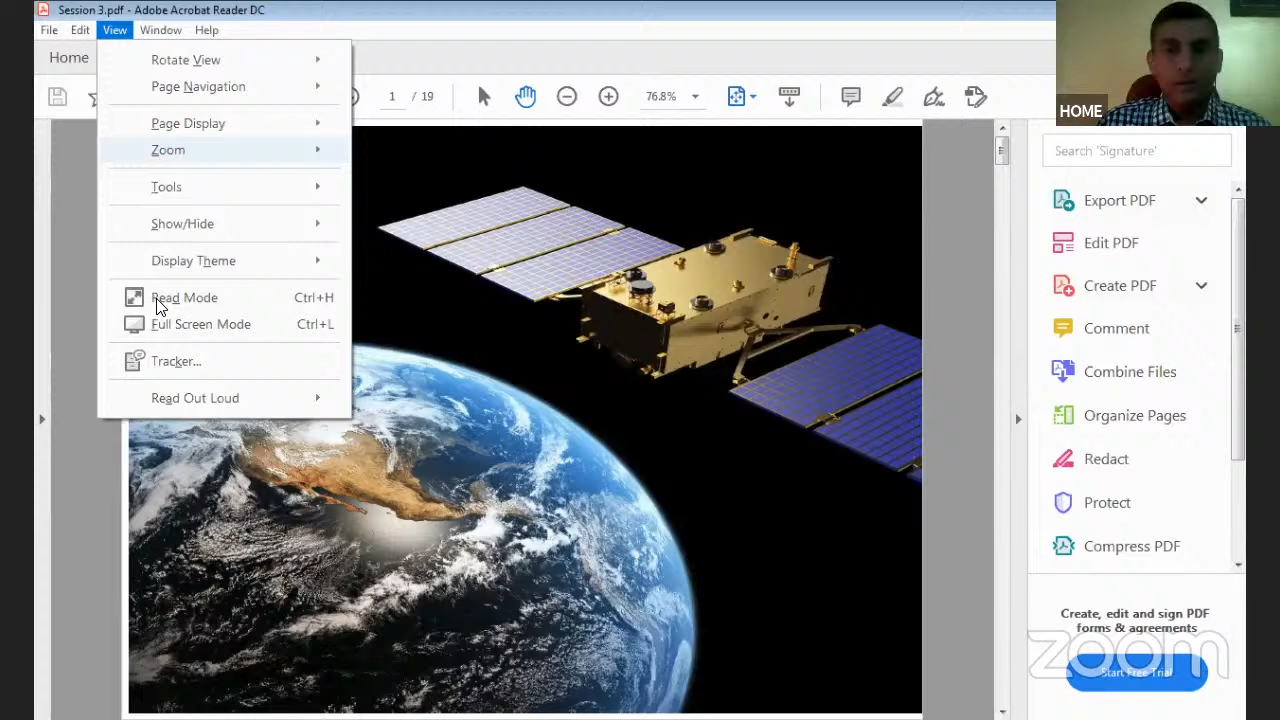 Session 3.pdf - Adobe Acrobat Reader DC
File Edit View Window Help
Home
1 / 19
76.8%
Rotate View
Page Navigation
Page Display
Zoom
Tools
Show/Hide
Display Theme
Read Mode Ctrl+H
Full Screen Mode Ctrl+L
Tracker...
Read Out Loud
HOME
Search 'Signature'
Export PDF
Edit PDF
Create PDF
Comment
Combine Files
Organize Pages
Redact
Protect
Compress PDF
Create, edit and sign PDF
forms & agreements
Start Free Trial
zoom